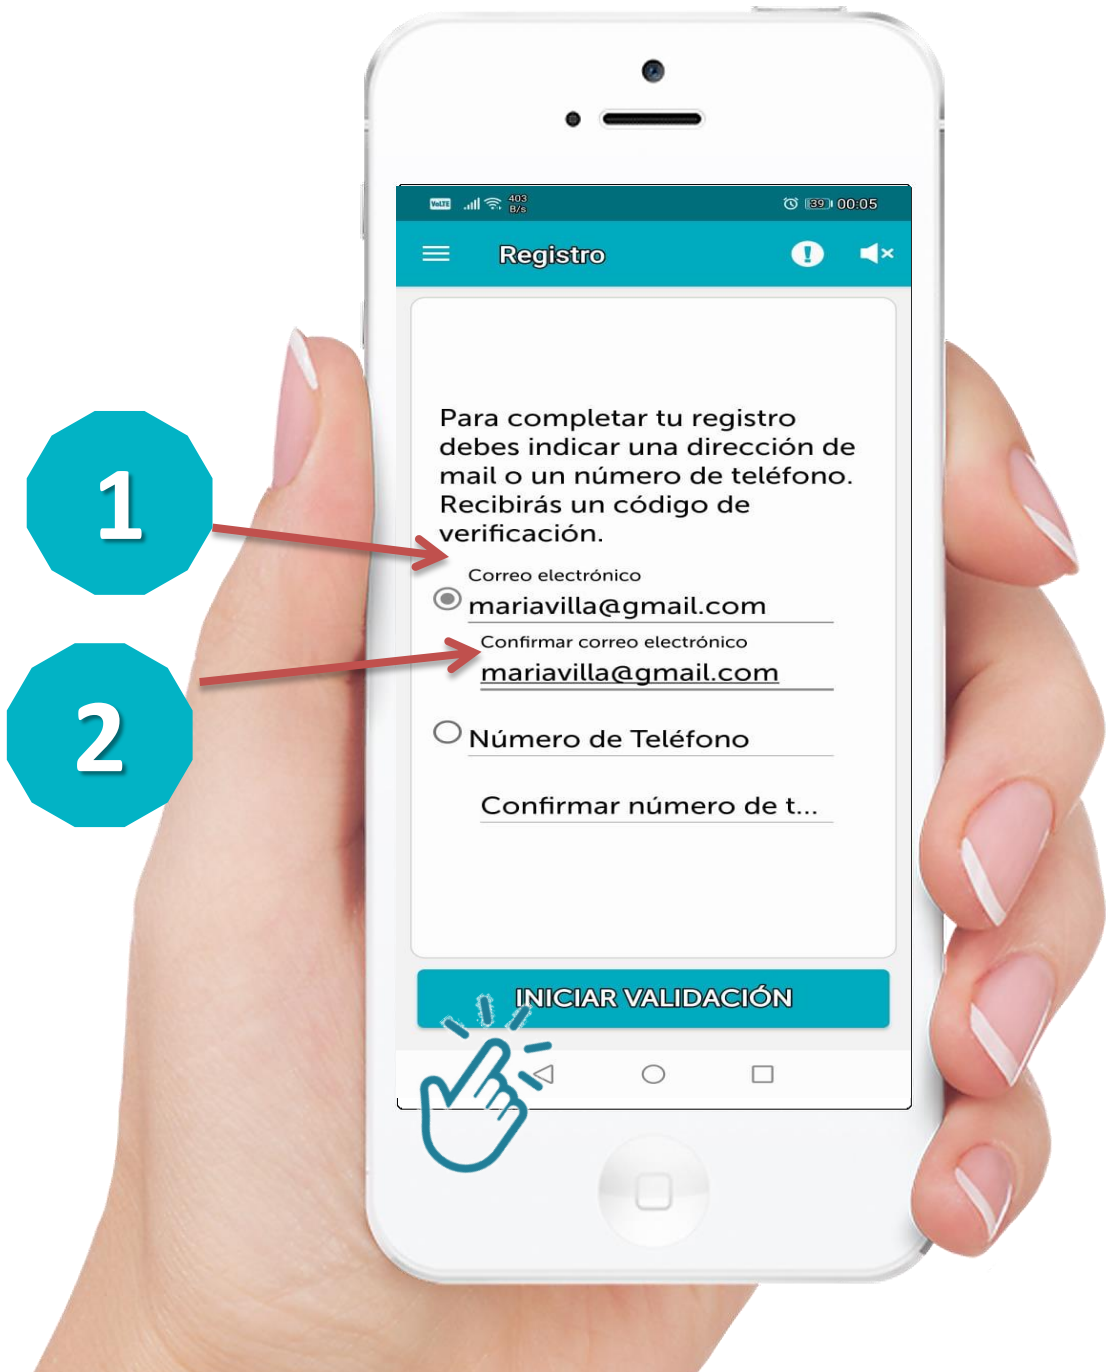 VoLTE 403 B/s 39 00:05
Registro
Para completar tu registro
debes indicar una dirección de
mail o un número de teléfono.
Recibirás un código de
verificación.
1
Correo electrónico
mariavilla@gmail.com
Confirmar correo electrónico
mariavilla@gmail.com
2
Número de Teléfono
Confirmar número de t...
INICIAR VALIDACIÓN